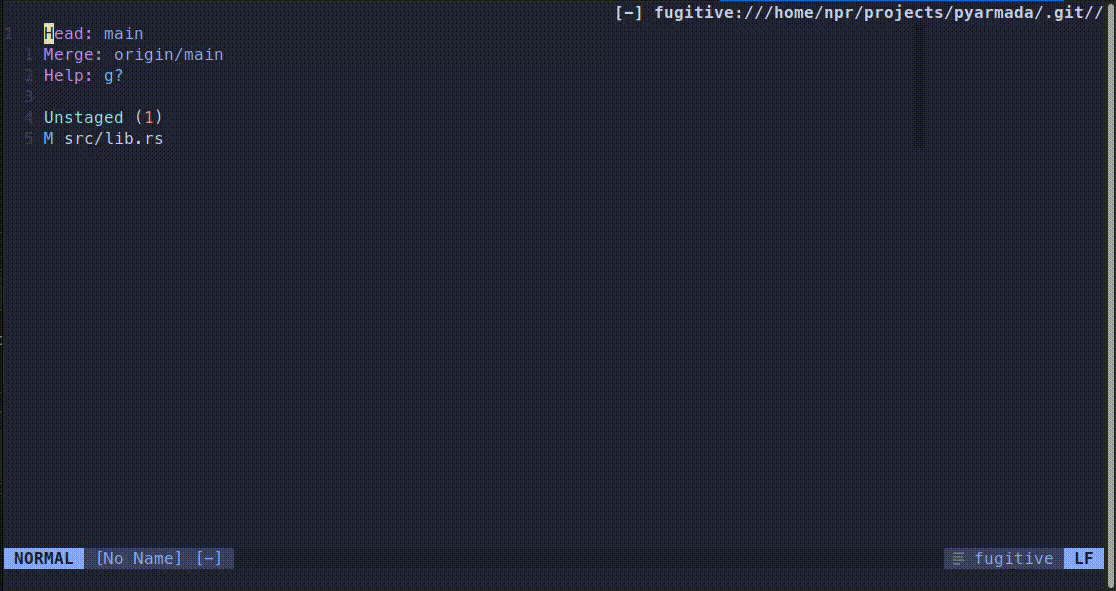 [-] fugitive:///home/npr/projects/pyarmada/.git//
1 Head: main
1 Merge: origin/main
2 Help: g?
3
4 Unstaged (1)
5 M src/lib.rs
NORMAL [No Name] [-] fugitive LF